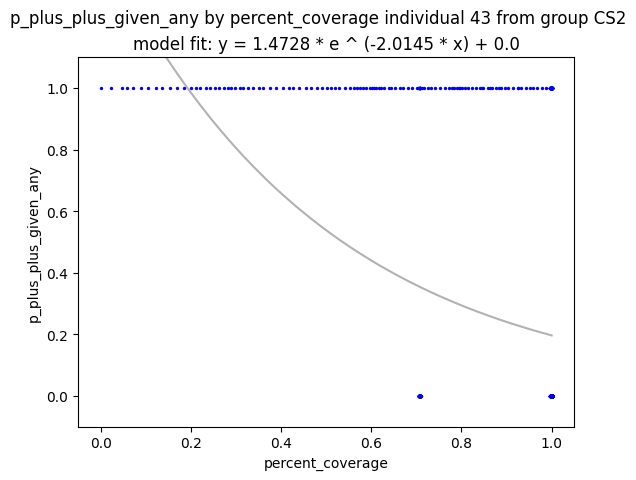 p_plus_plus_given_any by percent_coverage individual 43 from group CS2
model fit: y = 1.4728 * e ^ (-2.0145 * x) + 0.0
1.0
0.8
0.6
0.4
0.2
0.0
p_plus_plus_given_any
0.0 0.2 0.4 0.6 0.8 1.0
percent_coverage